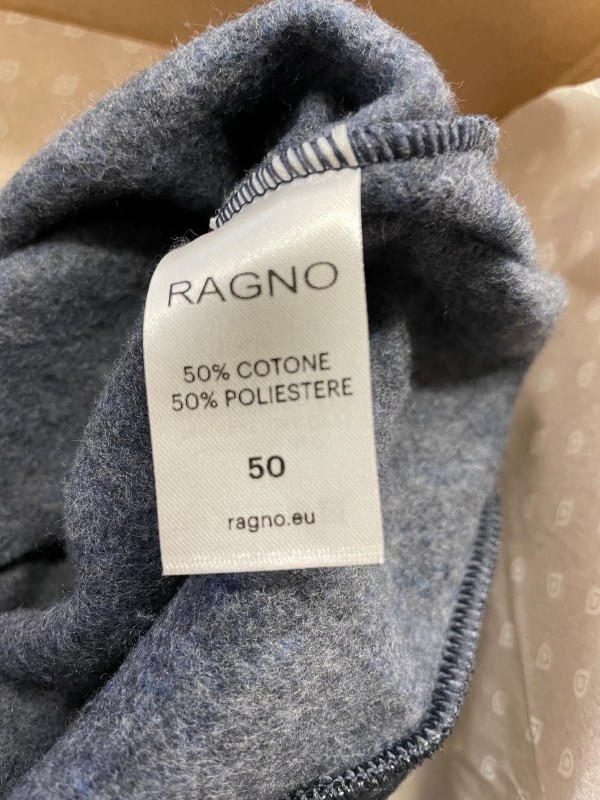 RAGNO
50% COTONE
50% POLIESTERE
50
ragno.eu